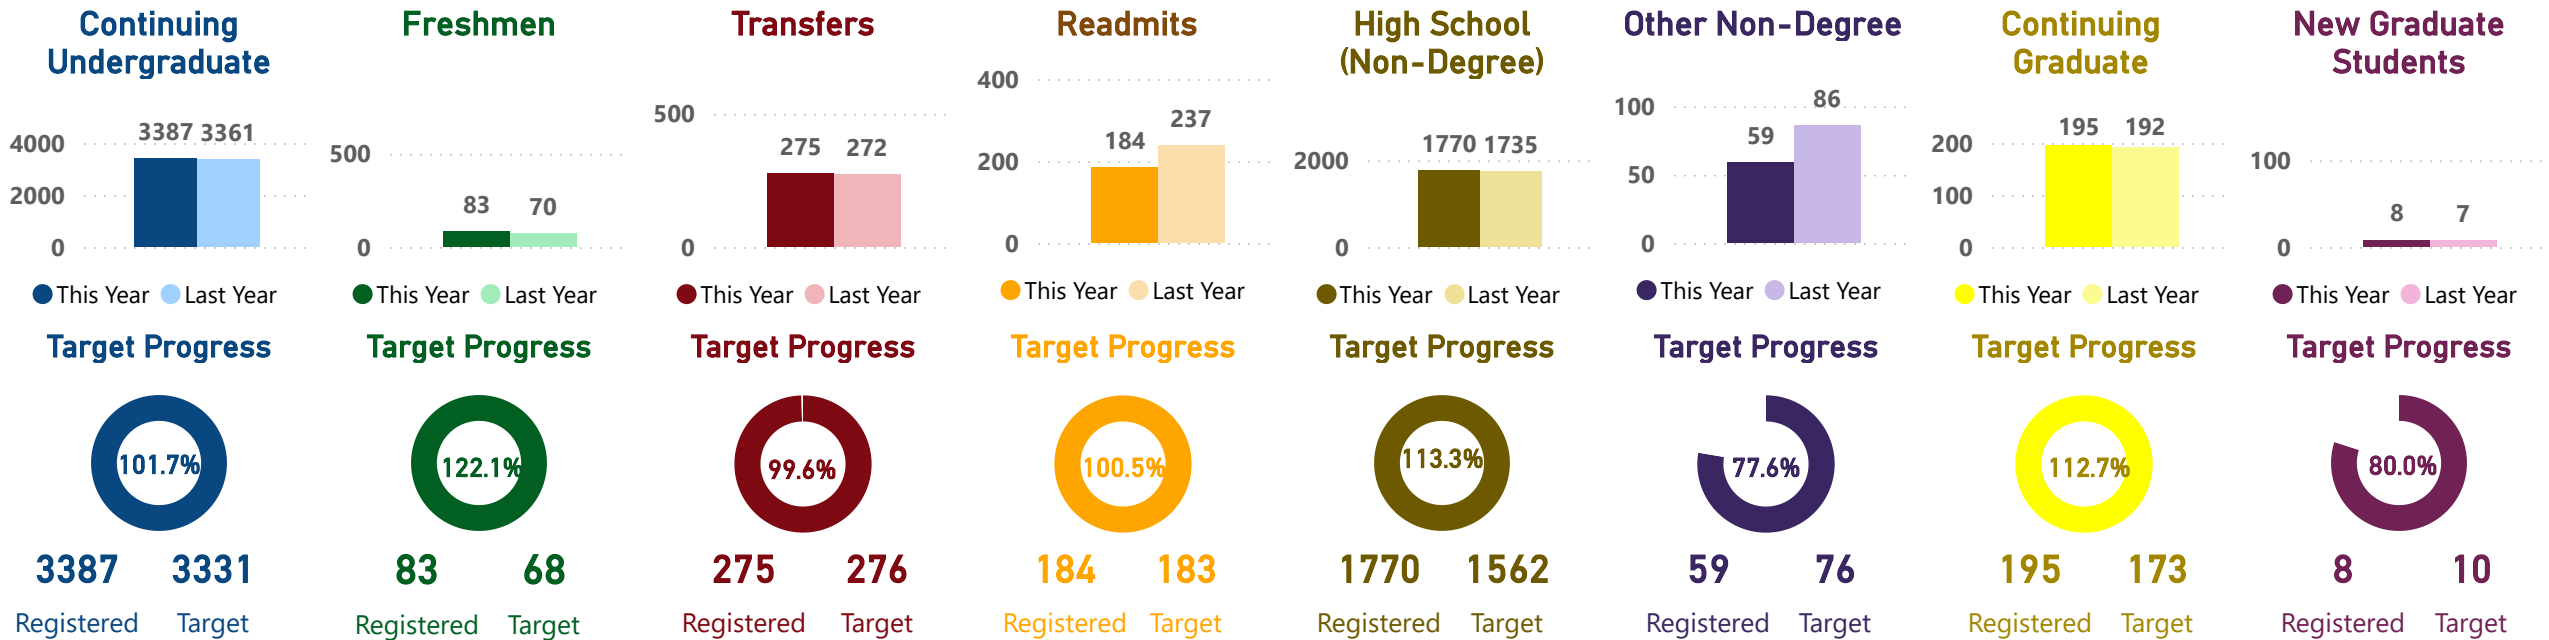 Continuing
Undergraduate
4000
2000
0
3387 3361
This Year Last Year
Target Progress
101.7%
3387 3331
Registered Target
Freshmen
500
0
83 70
This Year Last Year
Target Progress
122.1%
83 68
Registered Target
Transfers
500
0
275 272
This Year Last Year
Target Progress
99.6%
275 276
Registered Target
Readmits
400
200
0
184 237
This Year Last Year
Target Progress
100.5%
184 183
Registered Target
High School
(Non-Degree)
2000
0
1770 1735
This Year Last Year
Target Progress
113.3%
1770 1562
Registered Target
Other Non-Degree
100
50
0
59 86
This Year Last Year
Target Progress
77.6%
59 76
Registered Target
Continuing
Graduate
200
100
0
195 192
This Year Last Year
Target Progress
112.7%
195 173
Registered Target
New Graduate
Students
100
0
8 7
This Year Last Year
Target Progress
80.0%
8 10
Registered Target